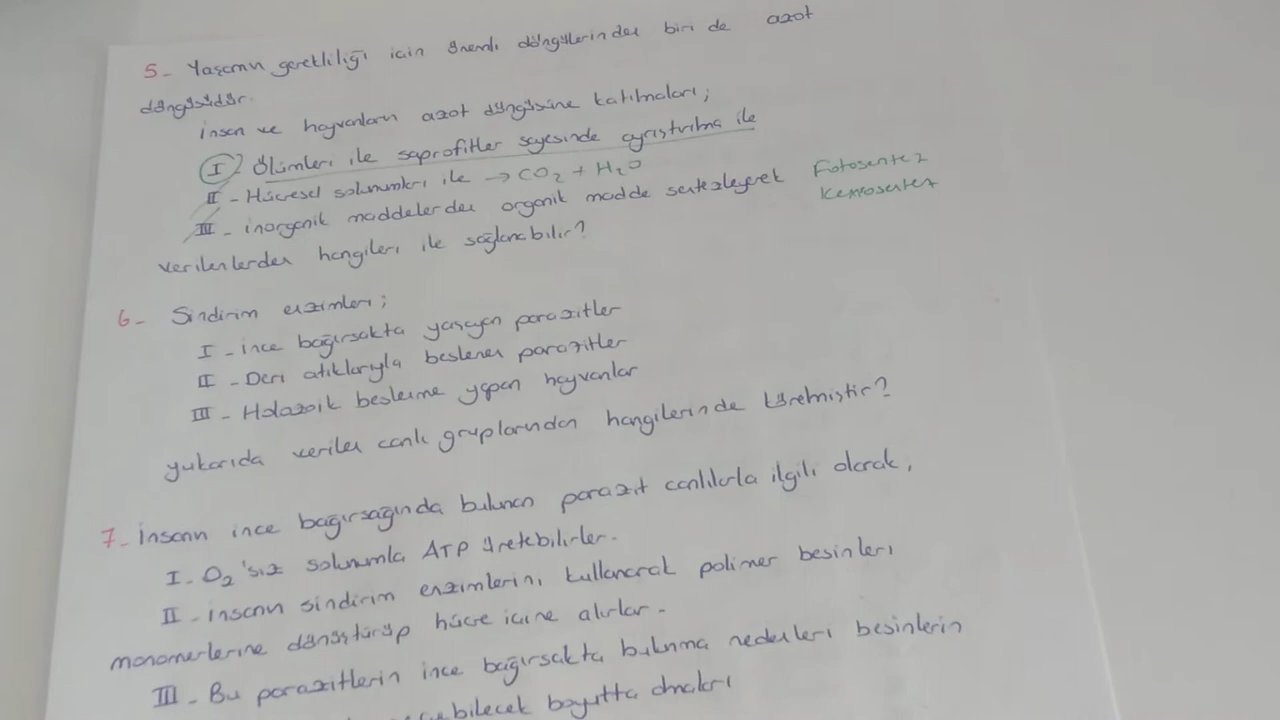 5- Yaşamın gerekliliği için önemli döngülerinden biri de azot
döngüsüdür.
insan ve hayvanların azot döngüsüne katılmaları;
I Ölümleri ile saprofitler sayesinde ayrıştırılma ile
II - Hücresel solunumları ile → CO2 + H2O
III - inorganik maddelerden organik madde sentezleyerek Fotosentez
Kemosentez
verilenlerden hangileri ile sağlanabilir?
6- Sindirim enzimleri;
I - ince bağırsakta yaşayan parazitler
II - Deri atıklarıyla beslenen parazitler
III - Holozoik beslenme yapan hayvanlar
yukarıda verilen canlı gruplarından hangilerinde türemiştir?
7- İnsanın ince bağırsağında bulunan parazit canlılarla ilgili olarak,
I. O2'siz solunumla ATP üretebilirler.
II - insanın sindirim enzimlerini kullanarak polimer besinleri
monomerlerine dönüştürüp hücre içine alırlar.
III - Bu parazitlerin ince bağırsakta bulunma nedenleri besinlerin
boyutta olmaları